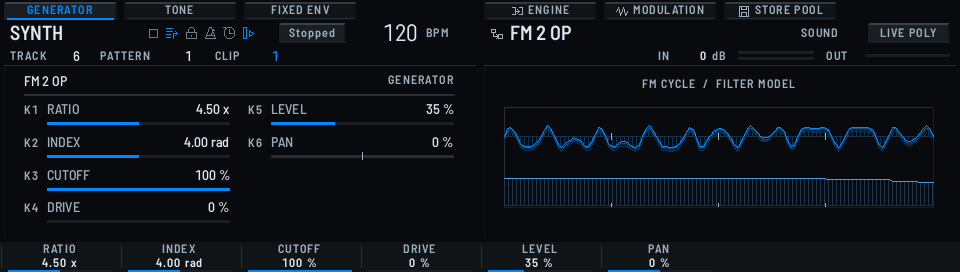 GENERATOR TONE FIXED ENV ENGINE MODULATION STORE POOL
SYNTH Stopped 120 BPM FM 2 OP SOUND LIVE POLY
TRACK 6 PATTERN 1 CLIP 1 IN 0 dB OUT
FM 2 OP GENERATOR FM CYCLE / FILTER MODEL
K1 RATIO 4.50 x K5 LEVEL 35 %
K2 INDEX 4.00 rad K6 PAN 0 %
K3 CUTOFF 100 %
K4 DRIVE 0 %
RATIO INDEX CUTOFF DRIVE LEVEL PAN
4.50 x 4.00 rad 100 % 0 % 35 % 0 %